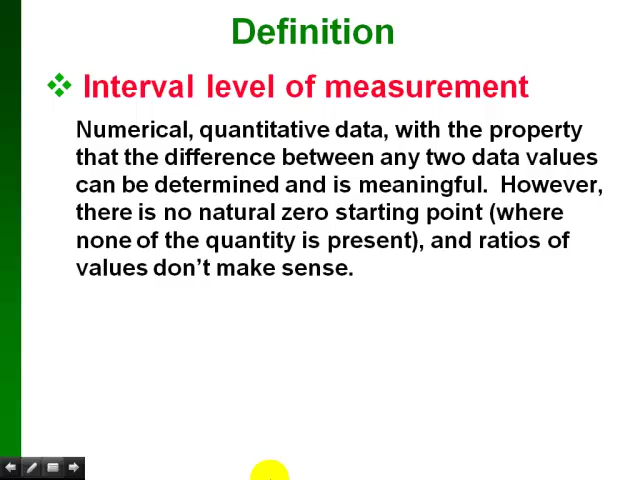 Definition
Interval level of measurement
Numerical, quantitative data, with the property
that the difference between any two data values
can be determined and is meaningful.  However,
there is no natural zero starting point (where
none of the quantity is present), and ratios of
values don’t make sense.